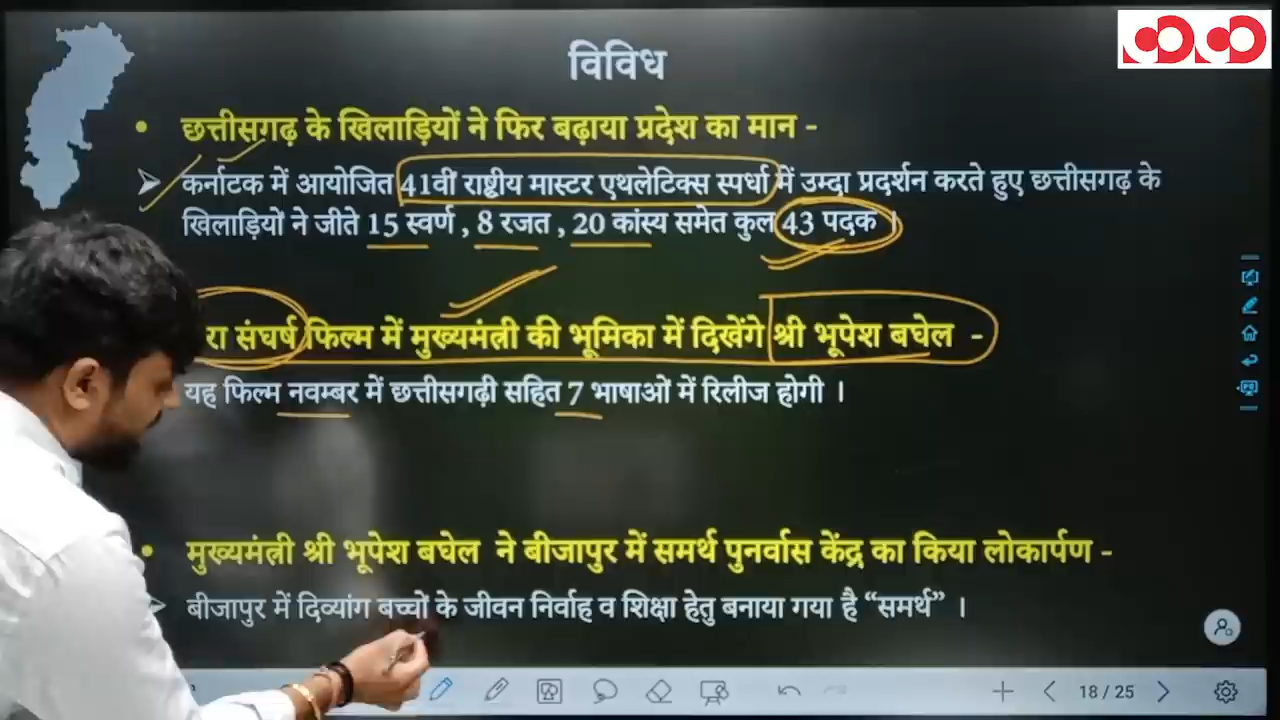 विविध
• छत्तीसगढ़ के खिलाड़ियों ने फिर बढ़ाया प्रदेश का मान -
➢ कर्नाटक में आयोजित 41वीं राष्ट्रीय मास्टर एथलेटिक्स स्पर्धा में उम्दा प्रदर्शन करते हुए छत्तीसगढ़ के
खिलाड़ियों ने जीते 15 स्वर्ण , 8 रजत , 20 कांस्य समेत कुल 43 पदक ।
रा संघर्ष फिल्म में मुख्यमंत्री की भूमिका में दिखेंगे श्री भूपेश बघेल -
यह फिल्म नवम्बर में छत्तीसगढ़ी सहित 7 भाषाओं में रिलीज होगी ।
• मुख्यमंत्री श्री भूपेश बघेल ने बीजापुर में समर्थ पुनर्वास केंद्र का किया लोकार्पण -
➢ बीजापुर में दिव्यांग बच्चों के जीवन निर्वाह व शिक्षा हेतु बनाया गया है “समर्थ” ।
18 / 25